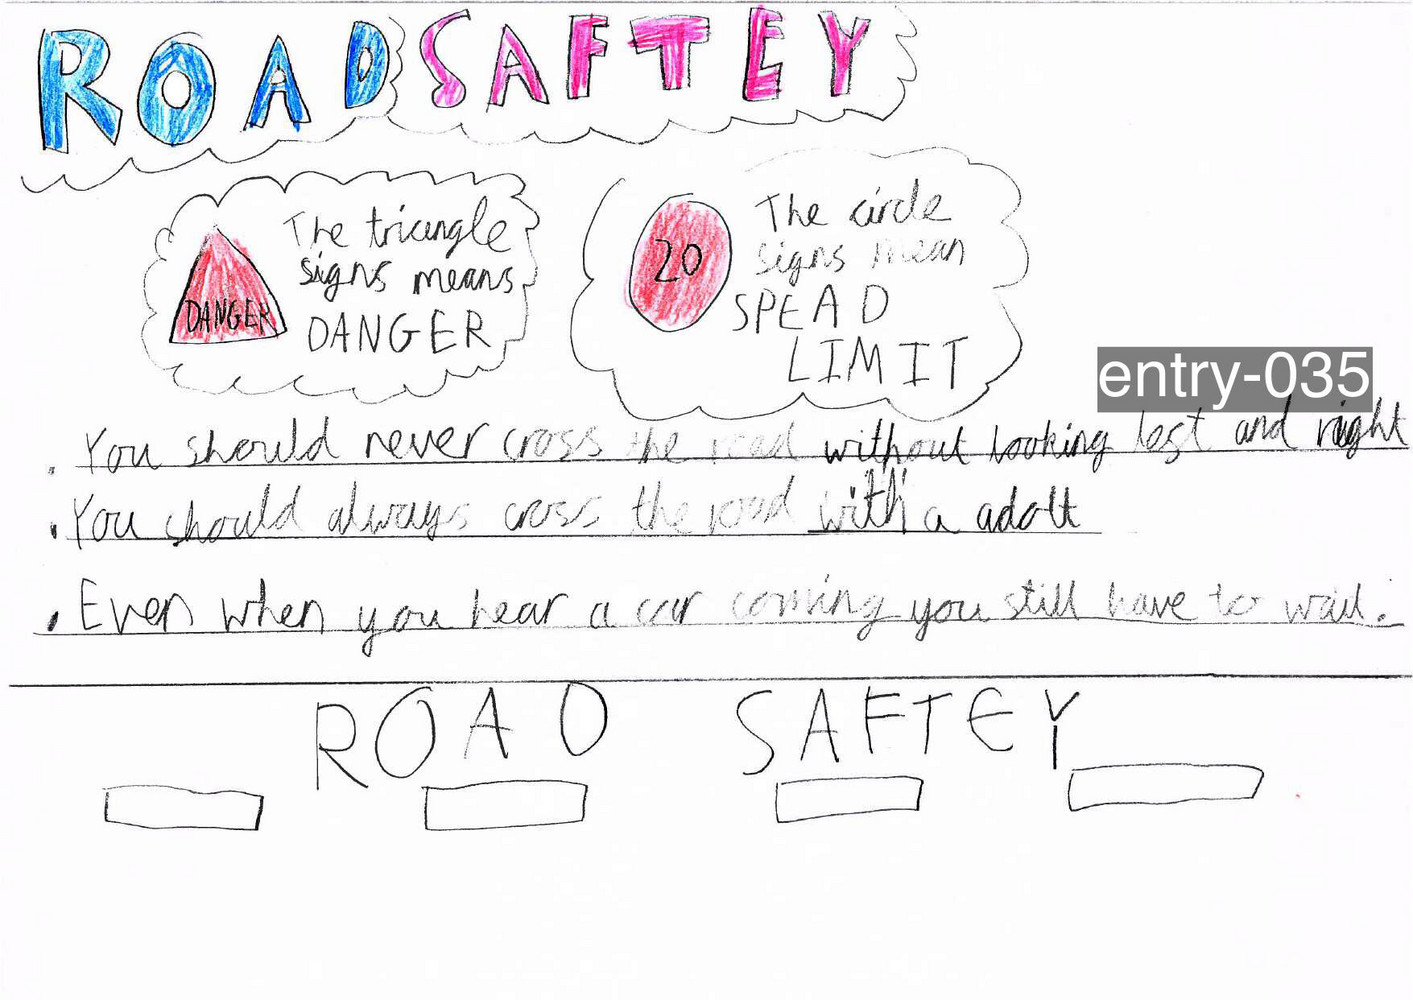 ROAD SAFTEY
The triangle
signs means
DANGER
DANGER
The circle
signs mean
SPEAD
LIMIT
20
entry-035
. You should never cross the road without looking lest and right
. You should always cross the road with a adolt
. Even when you hear a car coming you still have to wait.
ROAD SAFTEY